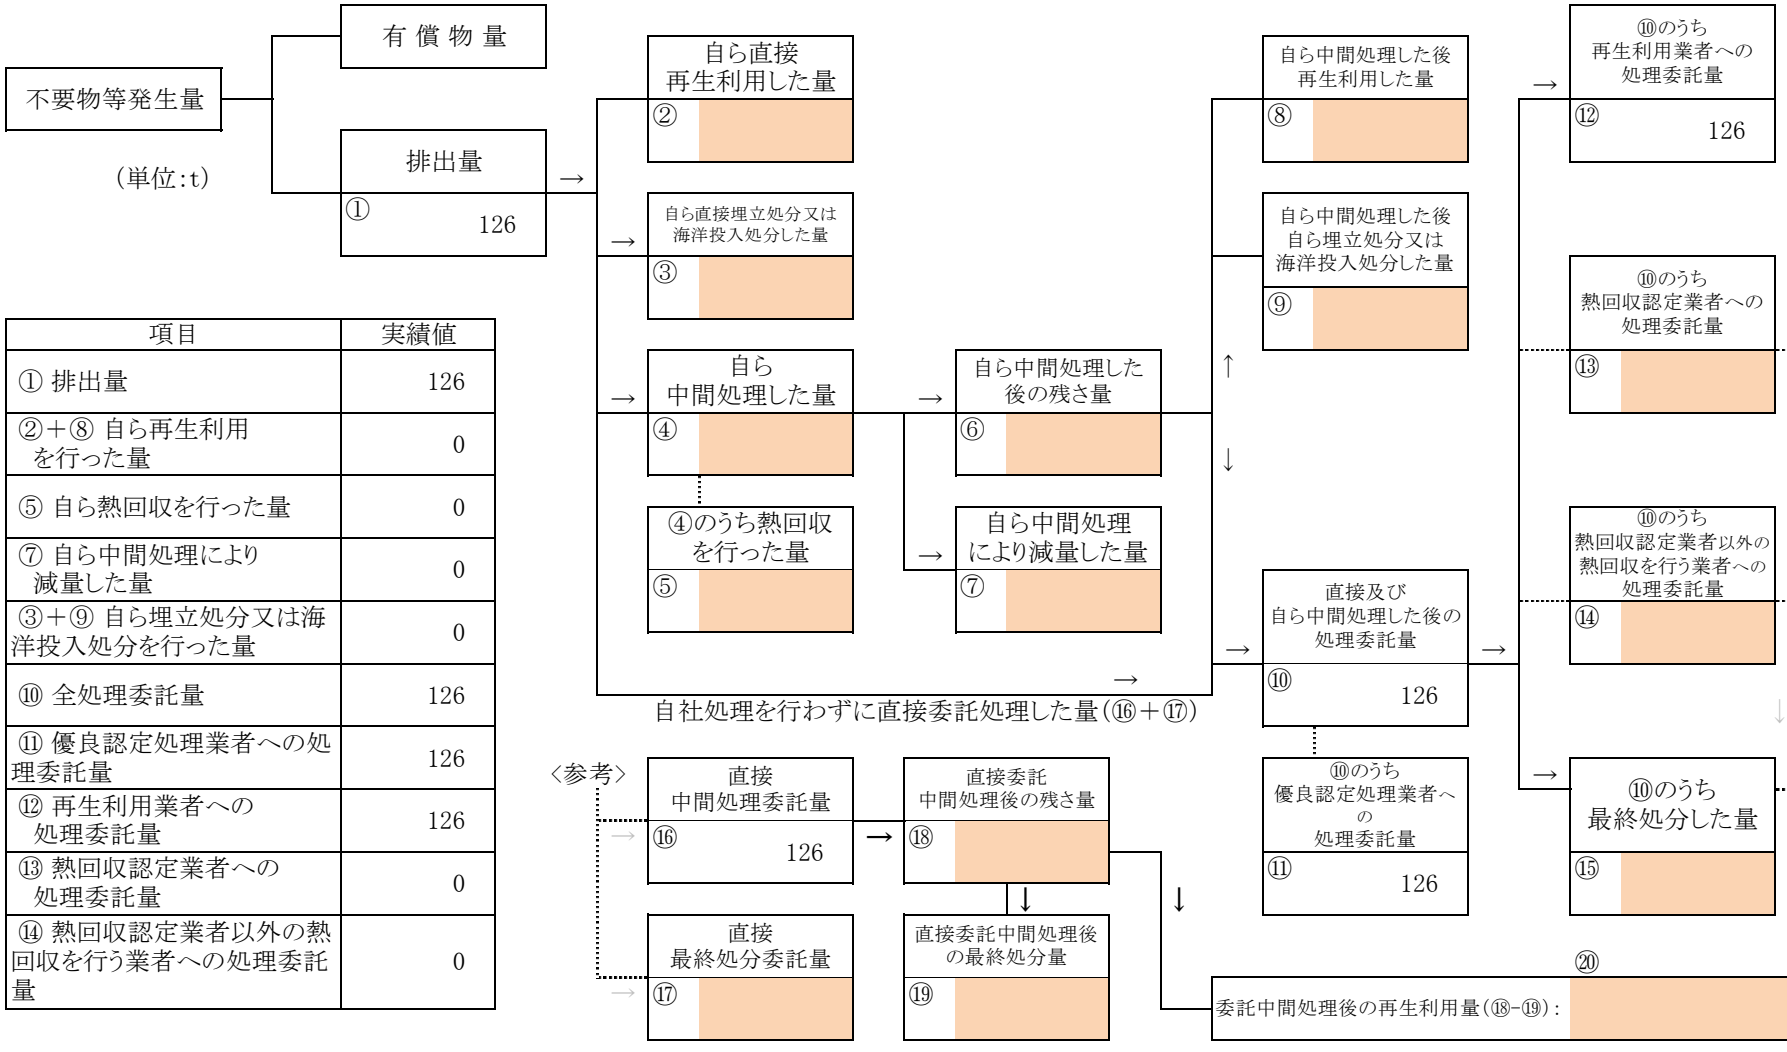 有 償 物 量
不要物等発生量
(単位:t)
排出量
①
126
→
自ら直接
再生利用した量
②
自ら直接埋立処分又は
海洋投入処分した量
→
③
自ら
中間処理した量
→
④
④のうち熱回収
を行った量
⑤
→
自ら中間処理した
後の残さ量
⑥
→
自ら中間処理
により減量した量
⑦
自ら中間処理した後
再生利用した量
⑧
自ら中間処理した後
自ら埋立処分又は
海洋投入処分した量
⑨
↑
↓
→
自社処理を行わずに直接委託処理した量(⑯+⑰)
→
直接及び
自ら中間処理した後の
処理委託量
⑩
126
→
⑩のうち
優良認定処理業者へ
の
処理委託量
⑪
126
→
⑩のうち
再生利用業者への
処理委託量
⑫
126
⑩のうち
熱回収認定業者への
処理委託量
⑬
⑩のうち
熱回収認定業者以外の
熱回収を行う業者への
処理委託量
⑭
↓
→
⑩のうち
最終処分した量
⑮
項目 実績値
① 排出量 126
②+⑧ 自ら再生利用
を行った量 0
⑤ 自ら熱回収を行った量 0
⑦ 自ら中間処理により
減量した量 0
③+⑨ 自ら埋立処分又は海
洋投入処分を行った量 0
⑩ 全処理委託量 126
⑪ 優良認定処理業者への処
理委託量 126
⑫ 再生利用業者への
処理委託量 126
⑬ 熱回収認定業者への
処理委託量 0
⑭ 熱回収認定業者以外の熱
回収を行う業者への処理委託
量 0
<参考>
→
直接
中間処理委託量
⑯
126
→
直接委託
中間処理後の残さ量
⑱
↓
↓
→
直接
最終処分委託量
⑰
直接委託中間処理後
の最終処分量
⑲
⑳
委託中間処理後の再生利用量(⑱-⑲):